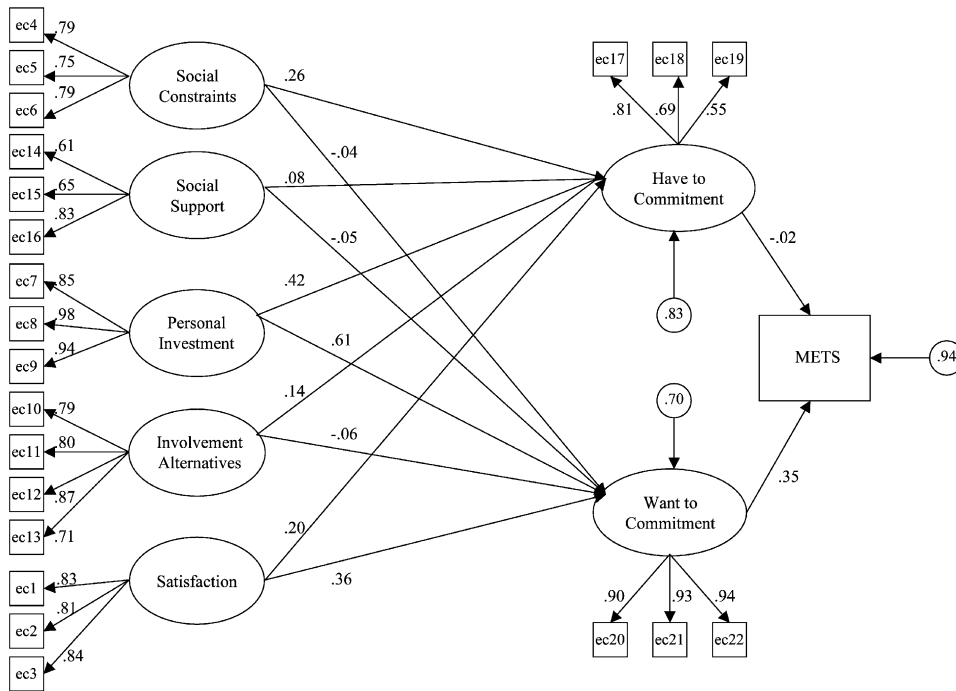 ec4
.79
ec5
.75
ec6
.79
Social
Constraints
.26
-.04
ec14
.61
ec15
.65
ec16
.83
Social
Support
.08
-.05
ec7
.85
ec8
.98
ec9
.94
Personal
Investment
.42
.61
ec10
.79
ec11
.80
ec12
.87
ec13
.71
Involvement
Alternatives
.14
-.06
ec1
.83
ec2
.81
ec3
.84
Satisfaction
.20
.36
ec17
ec18
ec19
.81
.69
.55
Have to
Commitment
-.02
.83
METS
.94
.70
Want to
Commitment
.35
.90
.93
.94
ec20
ec21
ec22